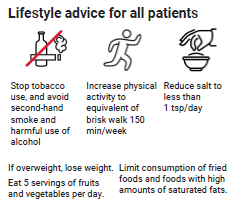 Lifestyle advice for all patients
Stop tobacco
use, and avoid
second-hand
smoke and
harmful use of
alcohol
Increase physical
activity to
equivalent of
brisk walk 150
min/week
Reduce salt to
less than
1 tsp/day
If overweight, lose weight.
Eat 5 servings of fruits
and vegetables per day.
Limit consumption of fried
foods and foods with high
amounts of saturated fats.